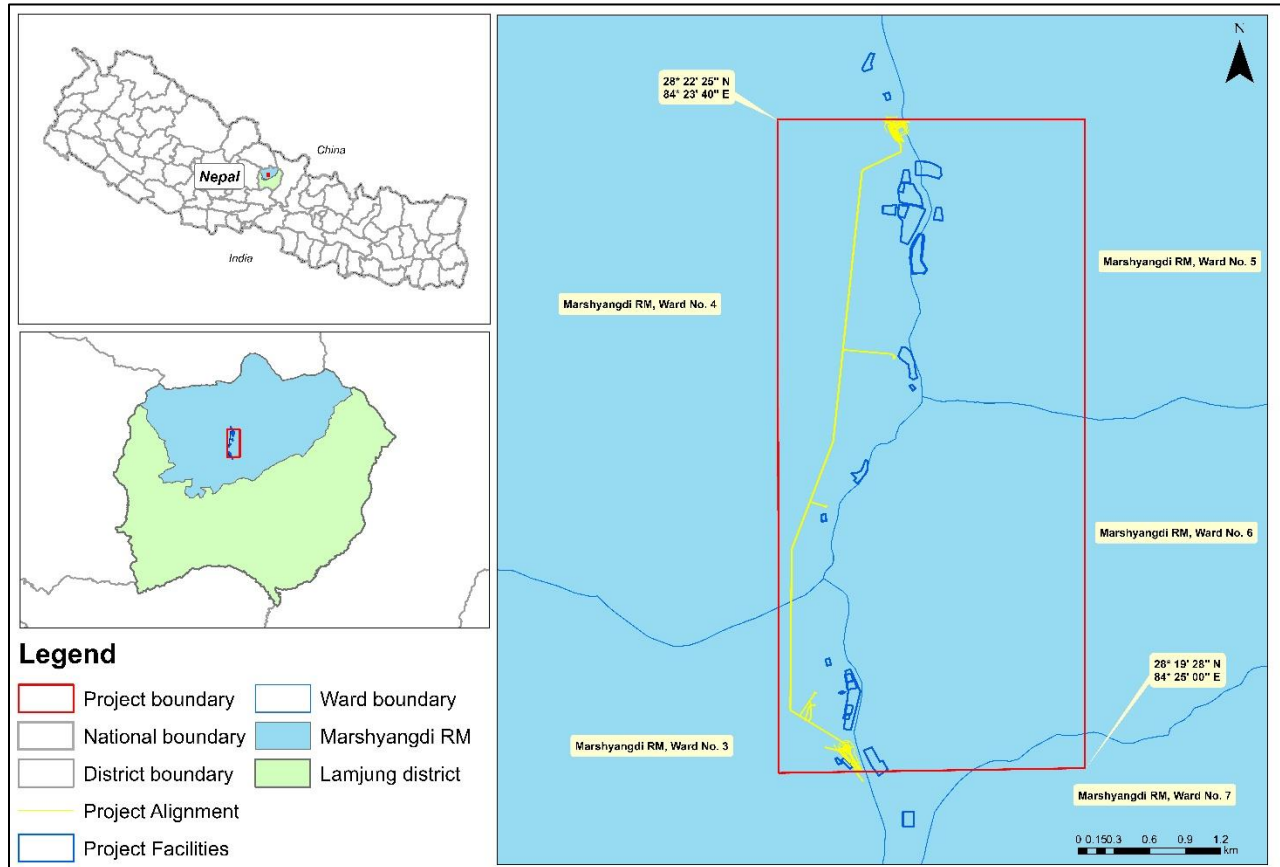 China
Nepal
India
Legend
Project boundary
National boundary
District boundary
Project Alignment
Project Facilities
Ward boundary
Marshyangdi RM
Lamjung district
N
28° 22' 25" N
84° 23' 40" E
Marshyangdi RM, Ward No. 5
Marshyangdi RM, Ward No. 4
Marshyangdi RM, Ward No. 6
28° 19' 28" N
84° 25' 00" E
Marshyangdi RM, Ward No. 3
Marshyangdi RM, Ward No. 7
0 0.150.3 0.6 0.9 1.2
km